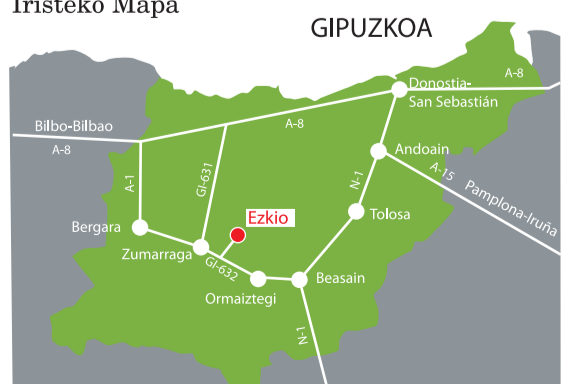 Iristeko Mapa
GIPUZKOA
A-8
Donostia-
San Sebastián
Bilbo-Bilbao
A-8
A-8
Andoain
A-15
Pamplona-Iruña
A-1
GI-631
N-1
Ezkio
Tolosa
Bergara
Zumarraga
GI-632
Ormaiztegi
Beasain
N-1